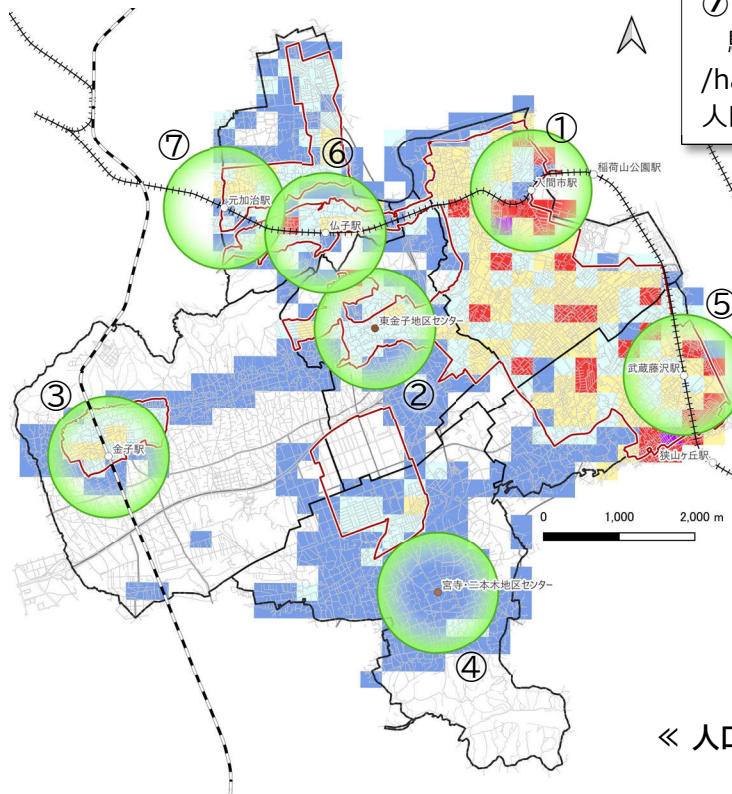 ⑦
/ha
人口
①
稲荷山公園駅
入間市駅
⑦
⑥
元加治駅
仏子駅
東金子地区センター
⑤
武蔵藤沢駅
②
③
金子駅
狭山ヶ丘駅
0 1,000 2,000 m
宮寺・二本木地区センター
④
≪ 人口